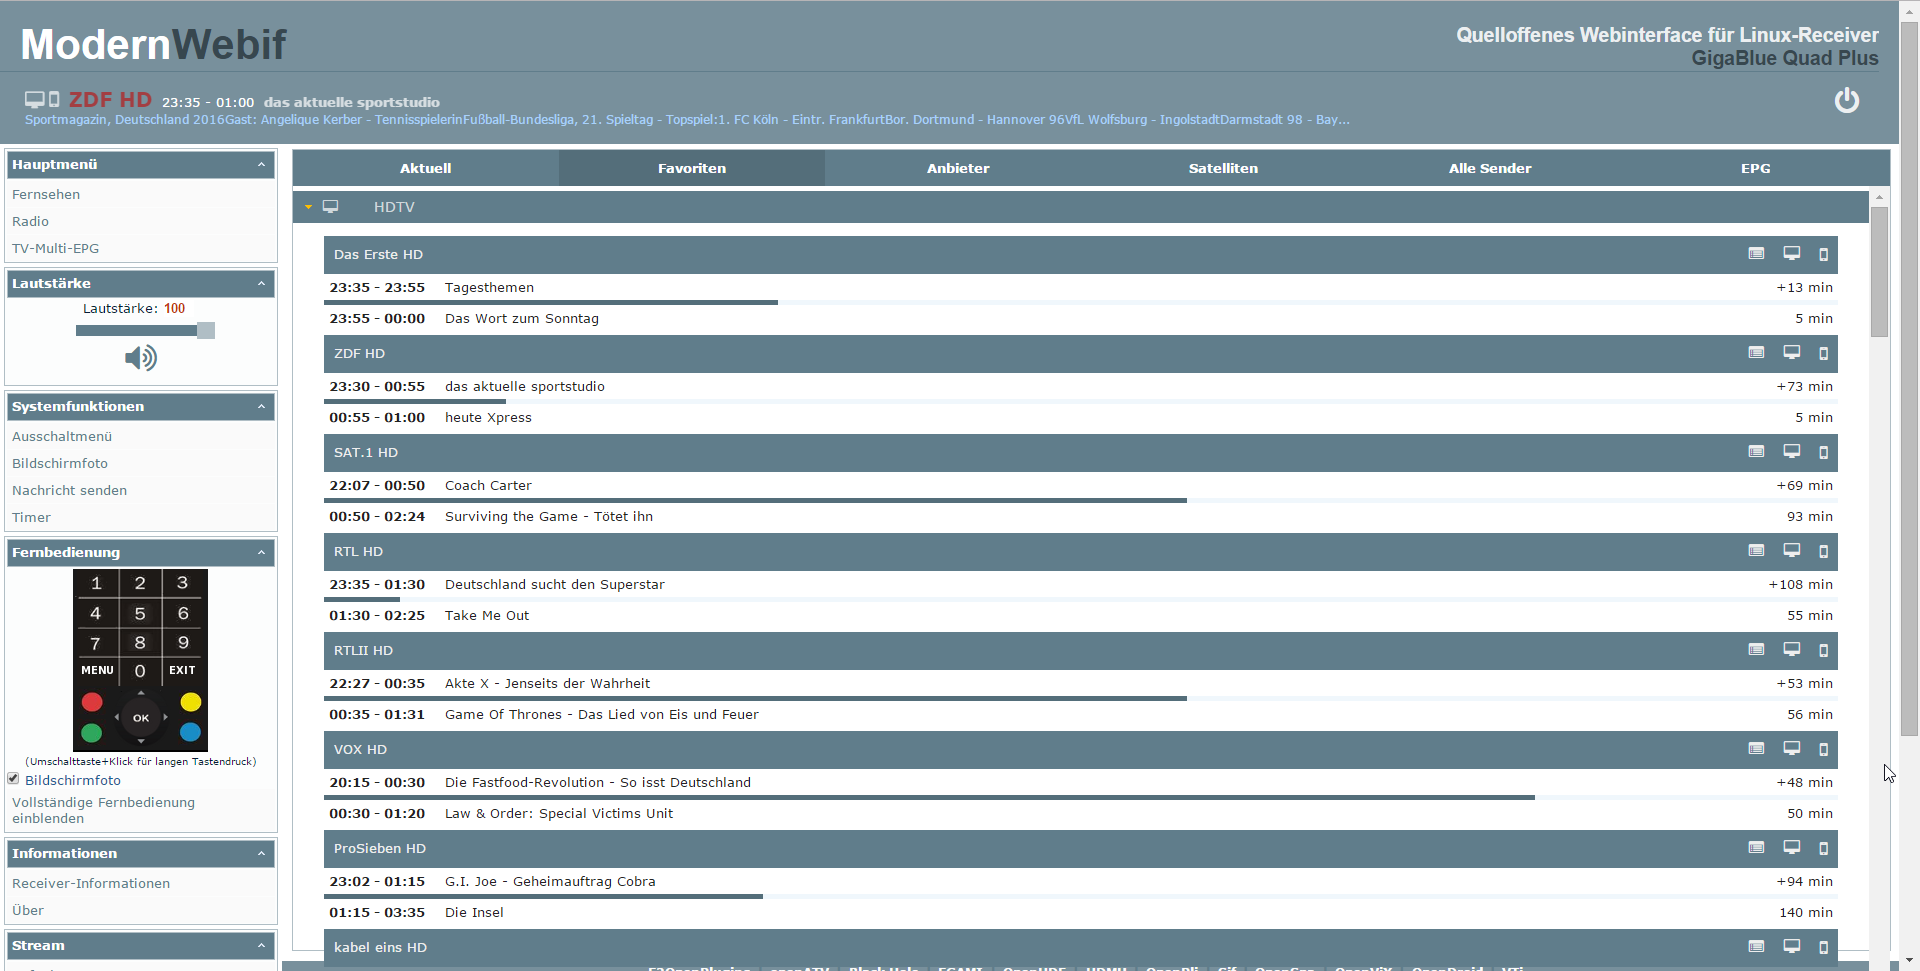 ModernWebif
Quelloffenes Webinterface für Linux-Receiver
GigaBlue Quad Plus
ZDF HD 23:35 - 01:00 das aktuelle sportstudio
Sportmagazin, Deutschland 2016Gast: Angelique Kerber - TennisspielerinFußball-Bundesliga, 21. Spieltag - Topspiel:1. FC Köln - Eintr. FrankfurtBor. Dortmund - Hannover 96VfL Wolfsburg - IngolstadtDarmstadt 98 - Bay...
Hauptmenü
Fernsehen
Radio
TV-Multi-EPG
Lautstärke
Lautstärke: 100
Systemfunktionen
Ausschaltmenü
Bildschirmfoto
Nachricht senden
Timer
Fernbedienung
1 2 3
4 5 6
7 8 9
MENU 0 EXIT
OK
(Umschalttaste+Klick für langen Tastendruck)
Bildschirmfoto
Vollständige Fernbedienung
einblenden
Informationen
Receiver-Informationen
Über
Stream
Aktuell Favoriten Anbieter Satelliten Alle Sender EPG
HDTV
Das Erste HD
23:35 - 23:55 Tagesthemen +13 min
23:55 - 00:00 Das Wort zum Sonntag 5 min
ZDF HD
23:30 - 00:55 das aktuelle sportstudio +73 min
00:55 - 01:00 heute Xpress 5 min
SAT.1 HD
22:07 - 00:50 Coach Carter +69 min
00:50 - 02:24 Surviving the Game - Tötet ihn 93 min
RTL HD
23:35 - 01:30 Deutschland sucht den Superstar +108 min
01:30 - 02:25 Take Me Out 55 min
RTLII HD
22:27 - 00:35 Akte X - Jenseits der Wahrheit +53 min
00:35 - 01:31 Game Of Thrones - Das Lied von Eis und Feuer 56 min
VOX HD
20:15 - 00:30 Die Fastfood-Revolution - So isst Deutschland +48 min
00:30 - 01:20 Law & Order: Special Victims Unit 50 min
ProSieben HD
23:02 - 01:15 G.I. Joe - Geheimauftrag Cobra +94 min
01:15 - 03:35 Die Insel 140 min
kabel eins HD